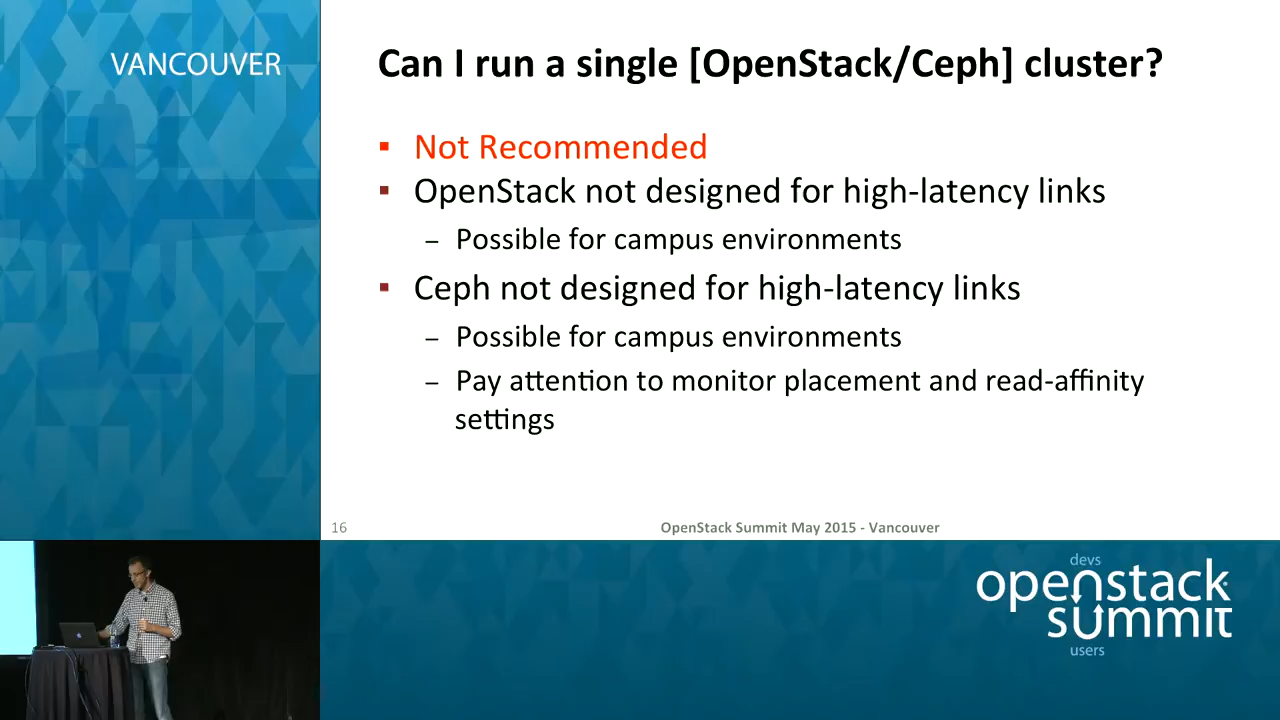 VANCOUVER
Can I run a single [OpenStack/Ceph] cluster?
▪ Not Recommended
▪ OpenStack not designed for high-latency links
– Possible for campus environments
▪ Ceph not designed for high-latency links
– Possible for campus environments
– Pay attention to monitor placement and read-affinity
settings
16
OpenStack Summit May 2015 - Vancouver
devs
openstack
summit
users